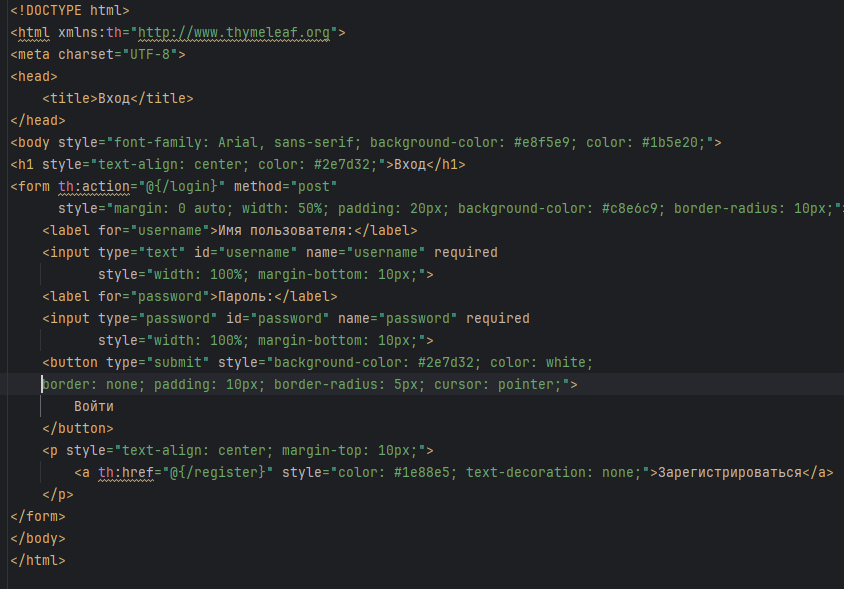 <!DOCTYPE html>
<html xmlns:th="http://www.thymeleaf.org">
<meta charset="UTF-8">
<head>
    <title>Вход</title>
</head>
<body style="font-family: Arial, sans-serif; background-color: #e8f5e9; color: #1b5e20;">
<h1 style="text-align: center; color: #2e7d32;">Вход</h1>
<form th:action="@{/login}" method="post"
      style="margin: 0 auto; width: 50%; padding: 20px; background-color: #c8e6c9; border-radius: 10px;">
    <label for="username">Имя пользователя:</label>
    <input type="text" id="username" name="username" required
           style="width: 100%; margin-bottom: 10px;">
    <label for="password">Пароль:</label>
    <input type="password" id="password" name="password" required
           style="width: 100%; margin-bottom: 10px;">
    <button type="submit" style="background-color: #2e7d32; color: white;
    border: none; padding: 10px; border-radius: 5px; cursor: pointer;">
        Войти
    </button>
    <p style="text-align: center; margin-top: 10px;">
        <a th:href="@{/register}" style="color: #1e88e5; text-decoration: none;">Зарегистрироваться</a>
    </p>
</form>
</body>
</html>